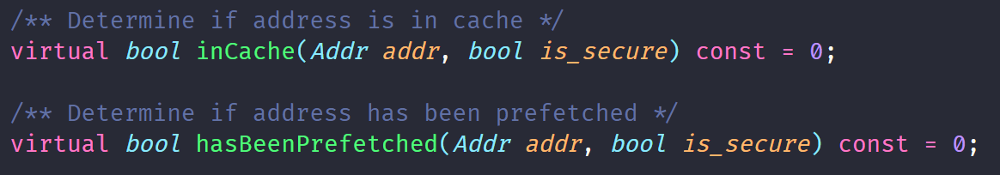 /** Determine if address is in cache */
virtual bool inCache(Addr addr, bool is_secure) const = 0;
/** Determine if address has been prefetched */
virtual bool hasBeenPrefetched(Addr addr, bool is_secure) const = 0;